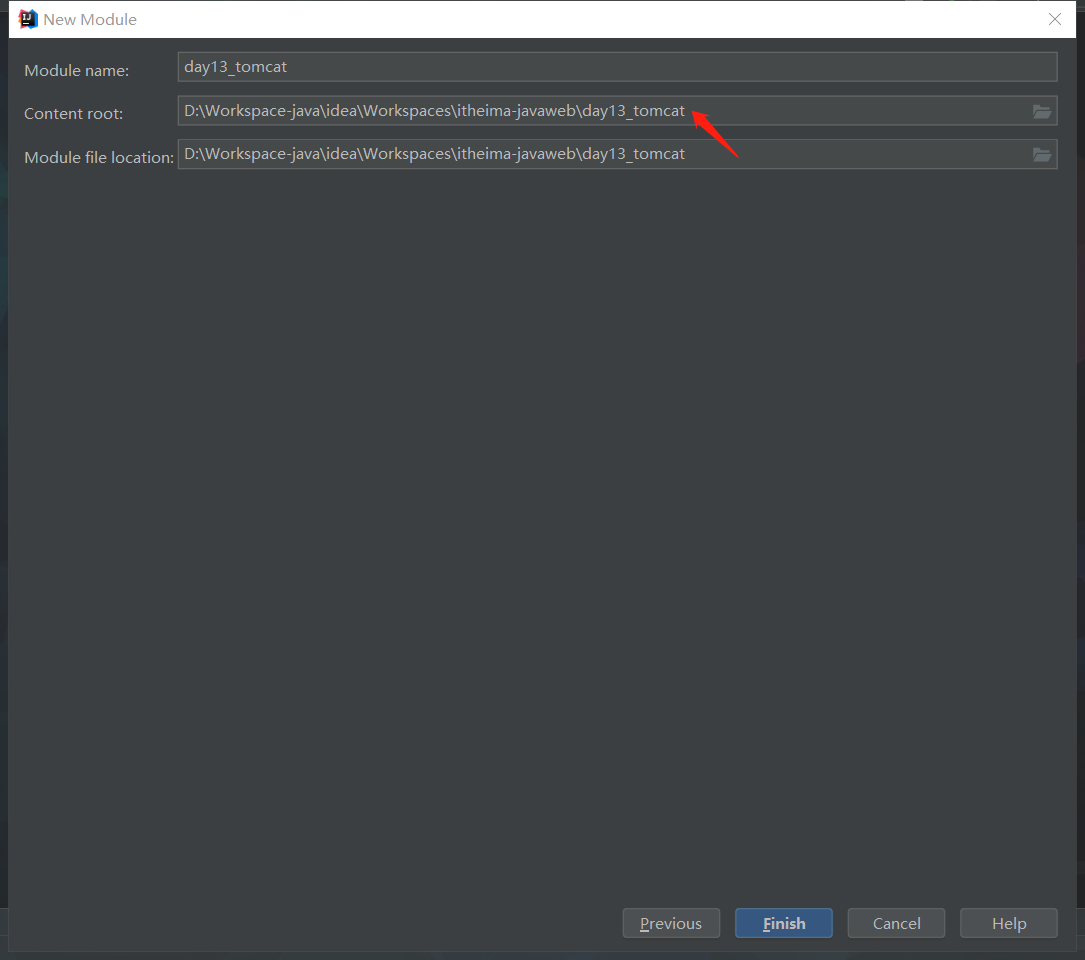 New Module
Module name: day13_tomcat
Content root: D:\Workspace-java\idea\Workspaces\itheima-javaweb\day13_tomcat
Module file location: D:\Workspace-java\idea\Workspaces\itheima-javaweb\day13_tomcat
Previous Finish Cancel Help